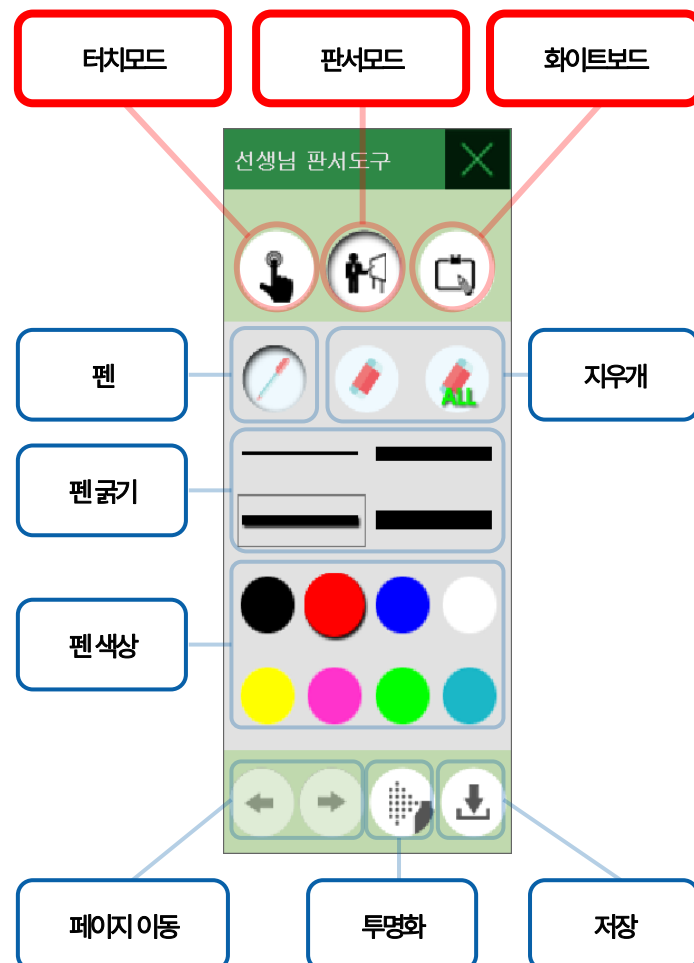 터치모드
판서모드
화이트보드
선생님 판서도구
펜
지우개
ALL
펜 굵기
펜 색상
페이지 이동
투명화
저장